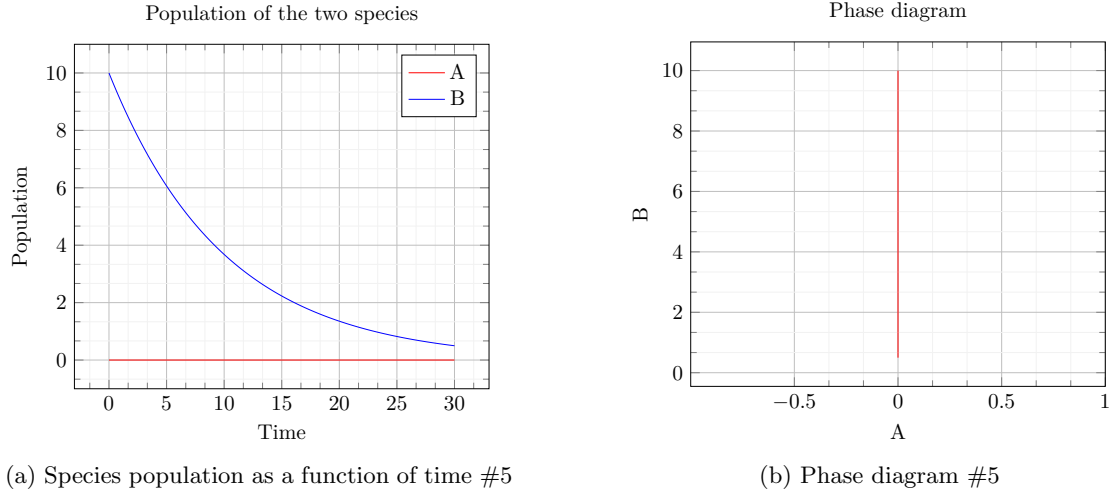 Population of the two species
10
8
6
4
2
0
0 5 10 15 20 25 30
Population
Time
A
B
(a) Species population as a function of time #5
Phase diagram
10
8
6
4
2
0
−0.5 0 0.5 1
B
A
(b) Phase diagram #5